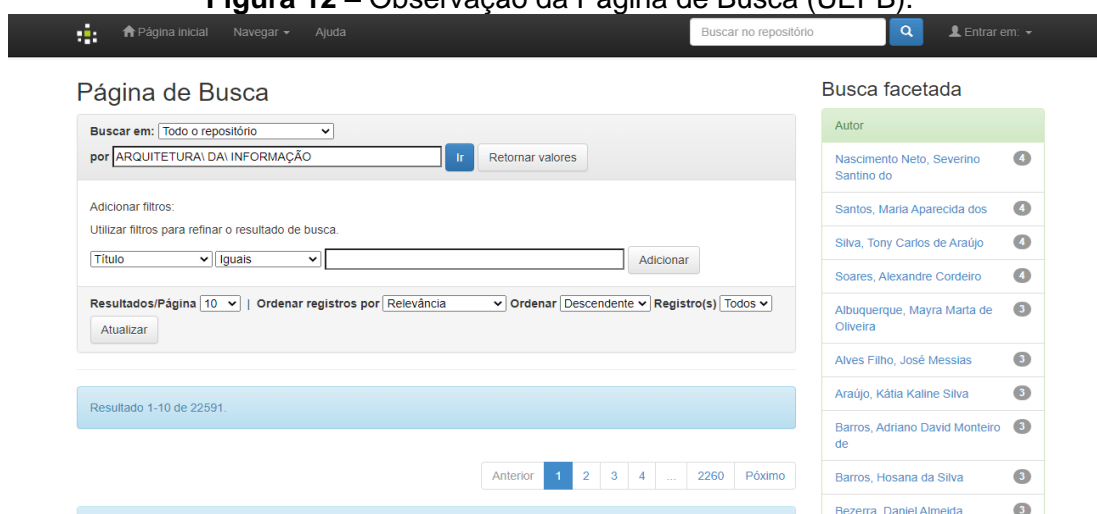 Figura 12 – Observação da Página de Busca (UEPB).
Página inicial Navegar Ajuda Buscar no repositório Entrar em:
Página de Busca
Buscar em: Todo o repositório
por ARQUITETURA\ DA\ INFORMAÇÃO Ir Retornar valores
Adicionar filtros:
Utilizar filtros para refinar o resultado de busca.
Título Iguais Adicionar
Resultados/Página 10 | Ordenar registros por Relevância Ordenar Descendente Registro(s) Todos
Atualizar
Resultado 1-10 de 22591.
Anterior 1 2 3 4 ... 2260 Póximo
Busca facetada
Autor
Nascimento Neto, Severino 4
Santino do
Santos, Maria Aparecida dos 4
Silva, Tony Carlos de Araújo 4
Soares, Alexandre Cordeiro 4
Albuquerque, Mayra Marta de 3
Oliveira
Alves Filho, José Messias 3
Araújo, Kátia Kaline Silva 3
Barros, Adriano David Monteiro 3
de
Barros, Hosana da Silva 3
Bezerra, Daniel Almeida 3